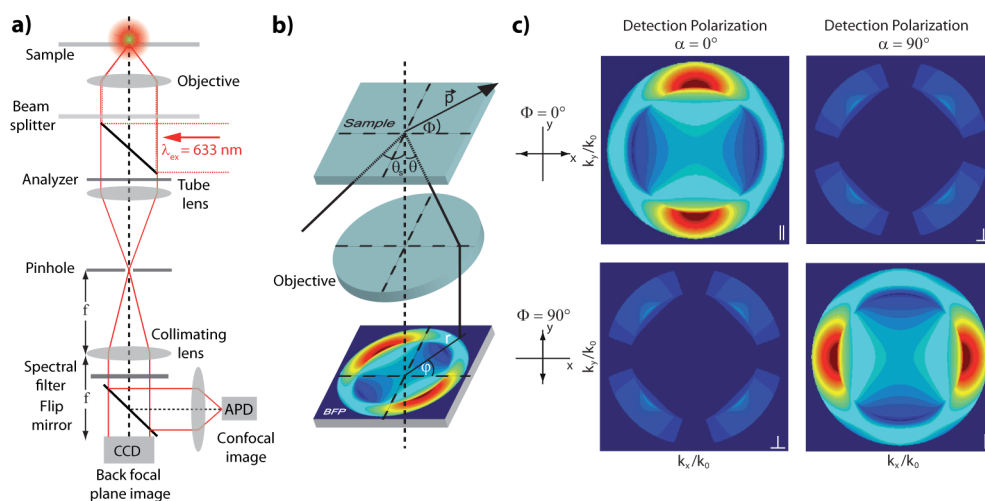 a)
Sample
Objective
Beam
splitter
λex = 633 nm
Analyzer
Tube
lens
Pinhole
f
Collimating
lens
Spectral
filter
f
Flip
mirror
APD
CCD
Confocal
image
Back focal
plane image
b)
p
Sample
Φ
θs
θ
Objective
r
φ
BFP
c)
Detection Polarization
α = 0°
Detection Polarization
α = 90°
Φ = 0°
y
x
ky/k0
||
⊥
Φ = 90°
y
x
ky/k0
⊥
kx/k0
kx/k0